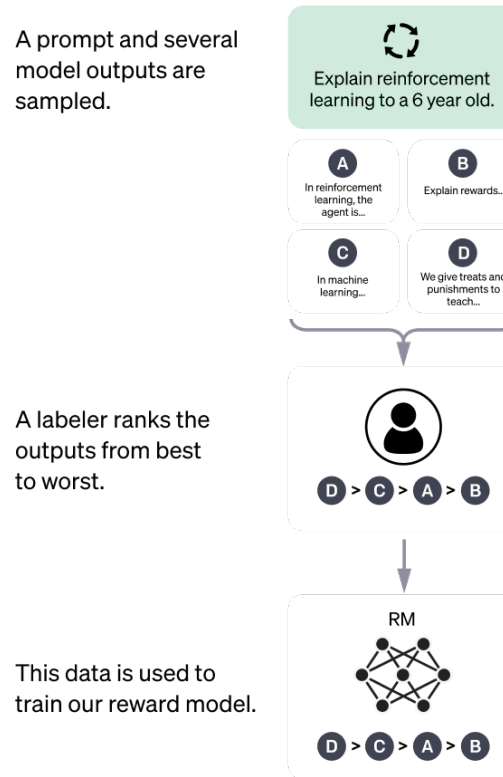 A prompt and several
model outputs are
sampled.
Explain reinforcement
learning to a 6 year old.
A
In reinforcement
learning, the
agent is...
B
Explain rewards...
C
In machine
learning...
D
We give treats and
punishments to
teach...
A labeler ranks the
outputs from best
to worst.
D > C > A > B
RM
This data is used to
train our reward model.
D > C > A > B